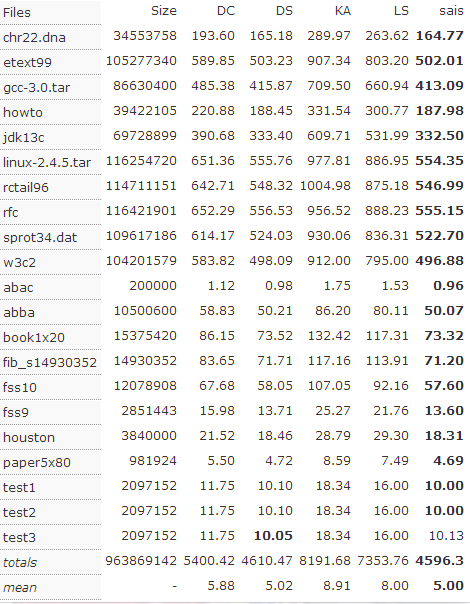 Files Size DC DS KA LS sais
chr22.dna 34553758 193.60 165.18 289.97 263.62 164.77
etext99 105277340 589.85 503.23 907.34 803.20 502.01
gcc-3.0.tar 86630400 485.38 415.87 709.50 660.94 413.09
howto 39422105 220.88 188.45 331.54 300.77 187.98
jdk13c 69728899 390.68 333.40 609.71 531.99 332.50
linux-2.4.5.tar 116254720 651.36 555.76 977.81 886.95 554.35
rctail96 114711151 642.71 548.32 1004.98 875.18 546.99
rfc 116421901 652.29 556.53 956.52 888.23 555.15
sprot34.dat 109617186 614.17 524.03 930.06 836.31 522.70
w3c2 104201579 583.82 498.09 912.00 795.00 496.88
abac 200000 1.12 0.98 1.75 1.53 0.96
abba 10500600 58.83 50.21 86.20 80.11 50.07
book1x20 15375420 86.15 73.52 132.42 117.31 73.32
fib_s14930352 14930352 83.65 71.71 117.16 113.91 71.20
fss10 12078908 67.68 58.05 107.05 92.16 57.60
fss9 2851443 15.98 13.71 25.27 21.76 13.60
houston 3840000 21.52 18.46 28.79 29.30 18.31
paper5x80 981924 5.50 4.72 8.59 7.49 4.69
test1 2097152 11.75 10.10 18.34 16.00 10.00
test2 2097152 11.75 10.10 18.34 16.00 10.00
test3 2097152 11.75 10.05 18.34 16.00 10.13
totals 963869142 5400.42 4610.47 8191.68 7353.76 4596.3
mean - 5.88 5.02 8.91 8.00 5.00